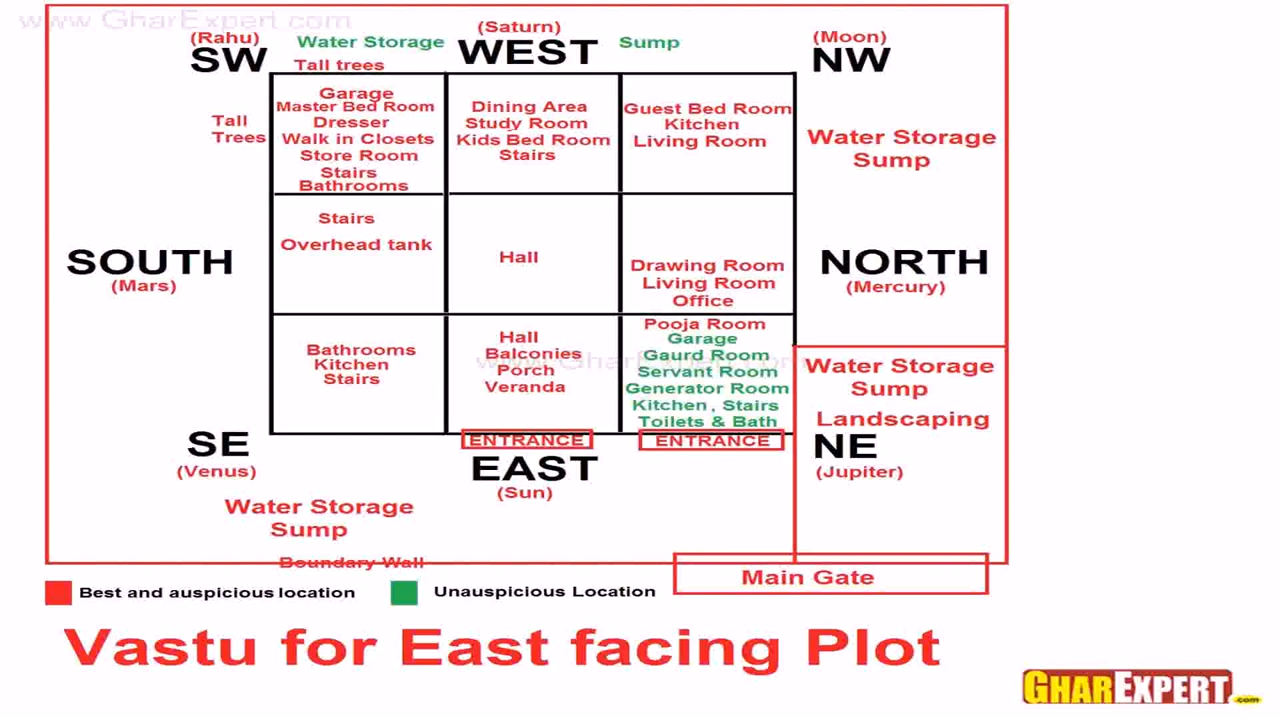 www GharExpert.com
(Rahu)
SW
Water Storage
Tall trees
(Saturn)
WEST
Sump
(Moon)
NW
Tall
Trees
Garage
Master Bed Room
Dresser
Walk in Closets
Store Room
Stairs
Bathrooms
Dining Area
Study Room
Kids Bed Room
Stairs
Guest Bed Room
Kitchen
Living Room
Water Storage
Sump
SOUTH
(Mars)
Stairs
Overhead tank
Hall
Drawing Room
Living Room
Office
NORTH
(Mercury)
Bathrooms
Kitchen
Stairs
Hall
Balconies
Porch
Veranda
www.GharExpert.com
Pooja Room
Garage
Gaurd Room
Servant Room
Generator Room
Kitchen , Stairs
Toilets & Bath
Water Storage
Sump
Landscaping
NE
(Jupiter)
SE
(Venus)
ENTRANCE
ENTRANCE
EAST
(Sun)
Water Storage
Sump
Boundary Wall
Main Gate
Best and auspicious location
Unauspicious Location
Vastu for East facing Plot
GHAREXPERT.com